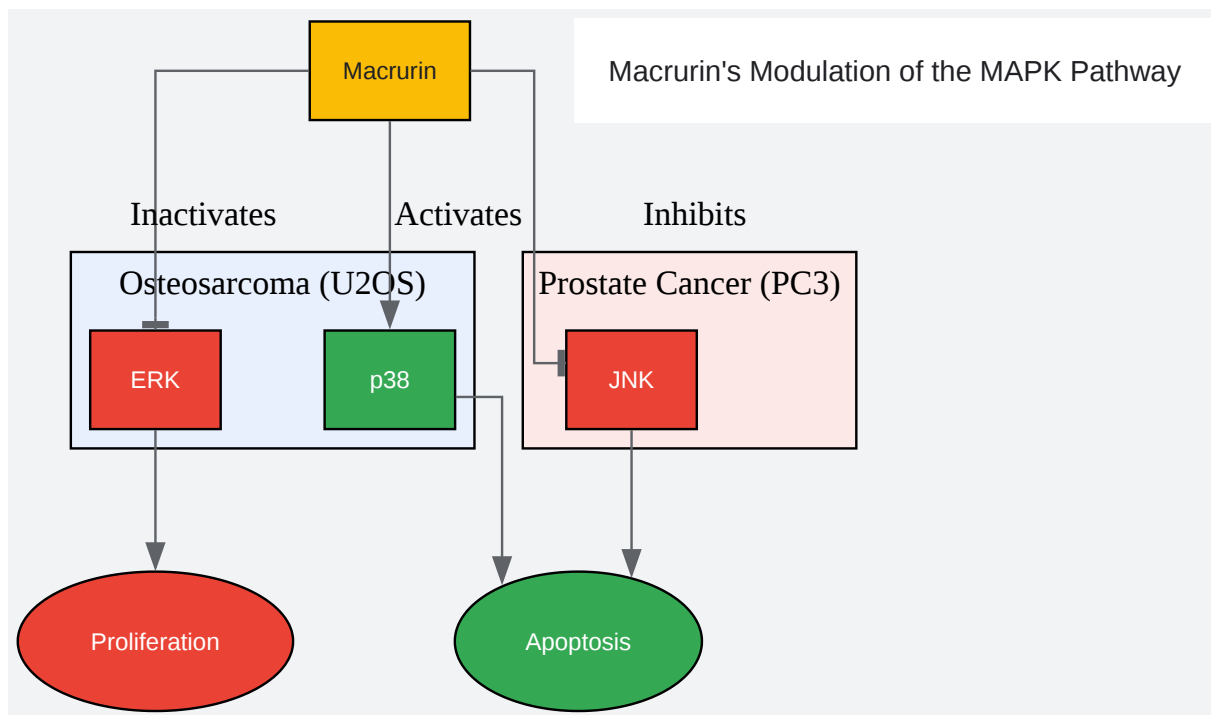 Macrurin
Macrurin's Modulation of the MAPK Pathway
Inactivates
Activates
Inhibits
Osteosarcoma (U2OS)
Prostate Cancer (PC3)
ERK
p38
JNK
Proliferation
Apoptosis